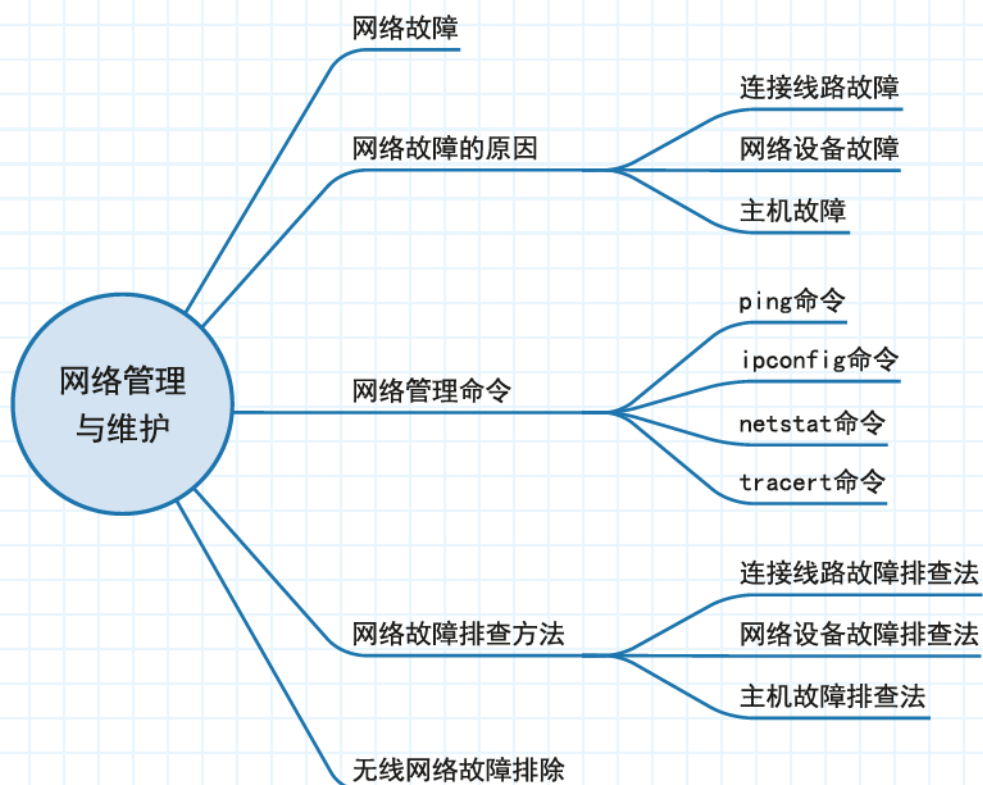 网络故障
网络故障的原因
连接线路故障
网络设备故障
主机故障
网络管理
与维护
网络管理命令
ping命令
ipconfig命令
netstat命令
tracert命令
网络故障排查方法
连接线路故障排查法
网络设备故障排查法
主机故障排查法
无线网络故障排除